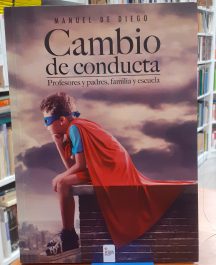 MANUEL DE DIEGO
Cambio
de conducta
Profesores y padres, familia y escuela